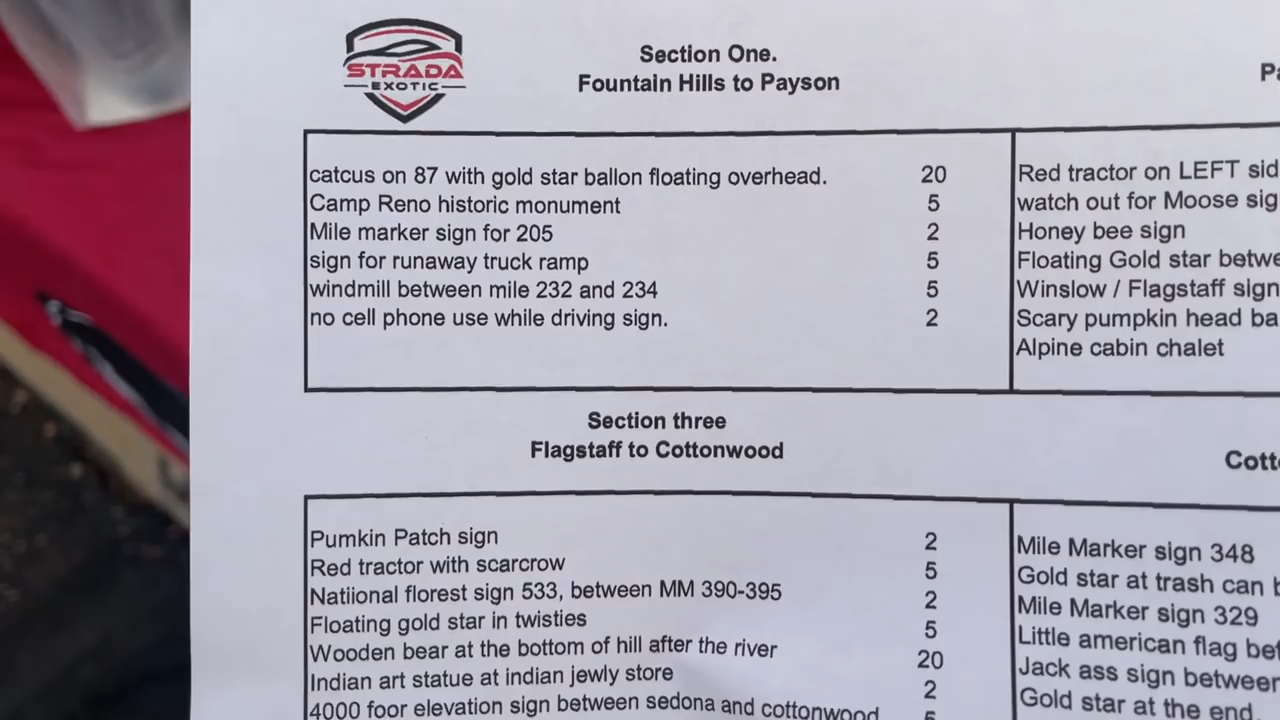 STRADA
EXOTIC
Section One.
Fountain Hills to Payson
catcus on 87 with gold star ballon floating overhead. 20
Camp Reno historic monument 5
Mile marker sign for 205 2
sign for runaway truck ramp 5
windmill between mile 232 and 234 5
no cell phone use while driving sign. 2
Red tractor on LEFT
watch out for Moose
Honey bee sign
Floating Gold star
Winslow / Flagstaff sign
Scary pumpkin head
Alpine cabin chalet
Section three
Flagstaff to Cottonwood
Pumkin Patch sign 2
Red tractor with scarcrow 5
Natiional florest sign 533, between MM 390-395 2
Floating gold star in twisties 5
Wooden bear at the bottom of hill after the river 20
Indian art statue at indian jewly store 2
4000 foor elevation sign between sedona and cottonwood 5
Mile Marker sign 348
Gold star at trash can
Mile Marker sign 329
Little american flag
Jack ass sign between
Gold star at the end.